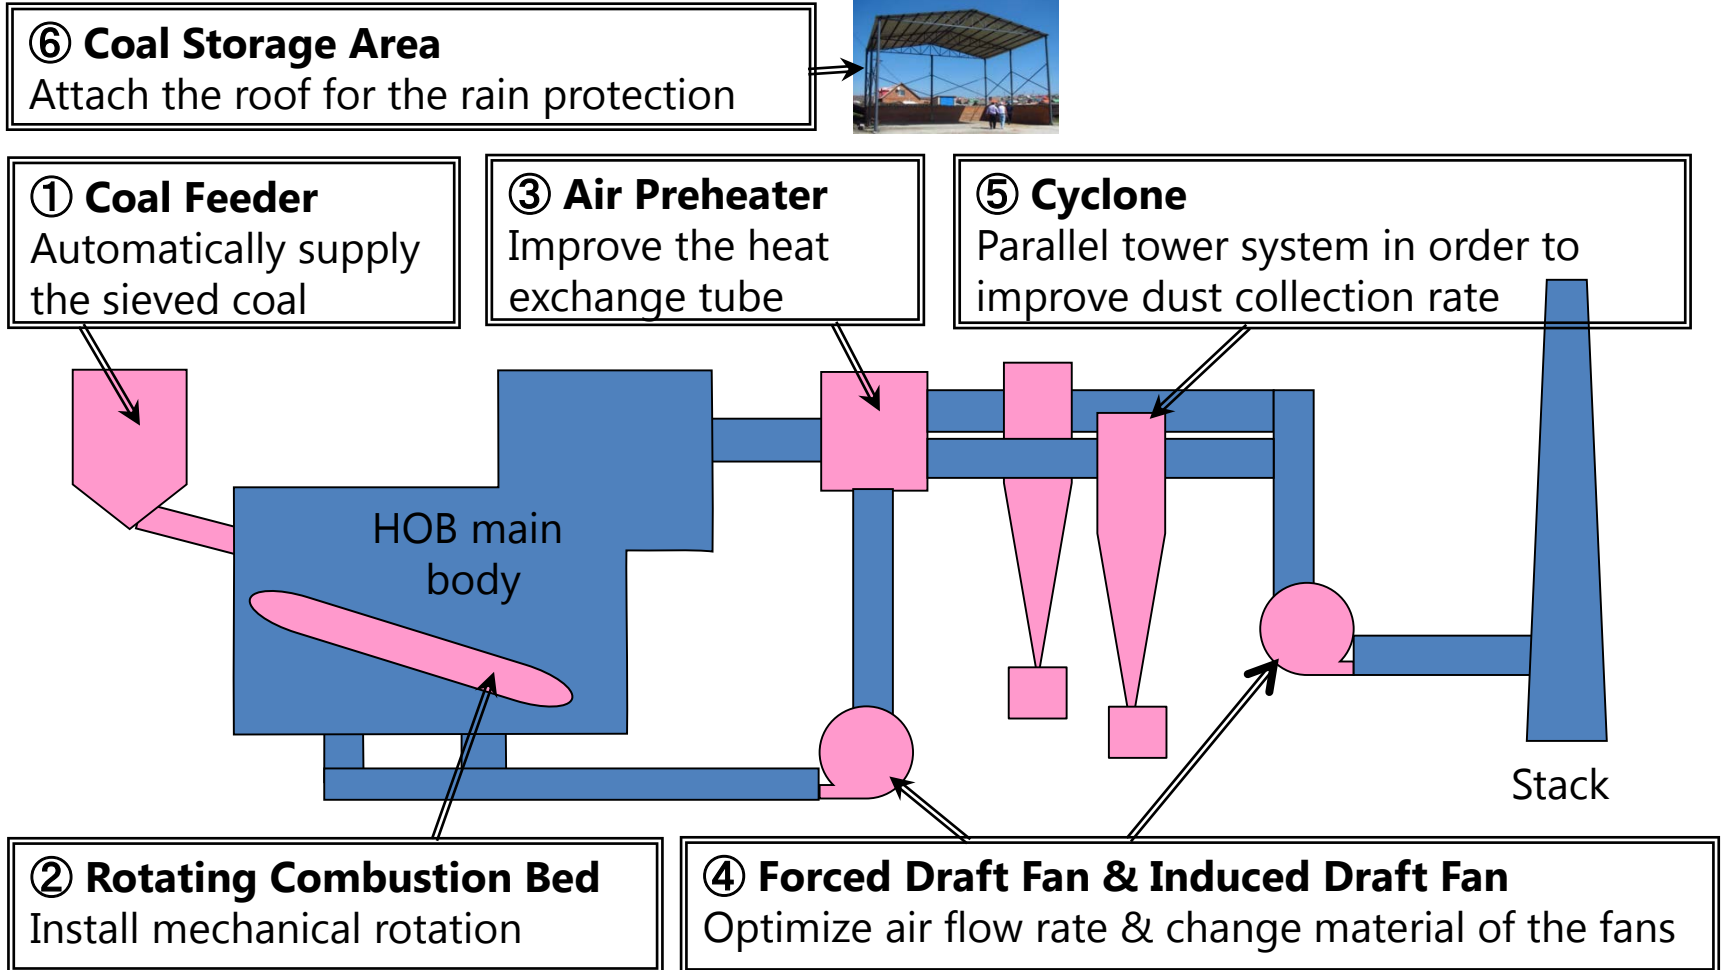 ⑥ Coal Storage Area
Attach the roof for the rain protection
① Coal Feeder
Automatically supply
the sieved coal
③ Air Preheater
Improve the heat
exchange tube
⑤ Cyclone
Parallel tower system in order to
improve dust collection rate
HOB main
body
Stack
② Rotating Combustion Bed
Install mechanical rotation
④ Forced Draft Fan & Induced Draft Fan
Optimize air flow rate & change material of the fans